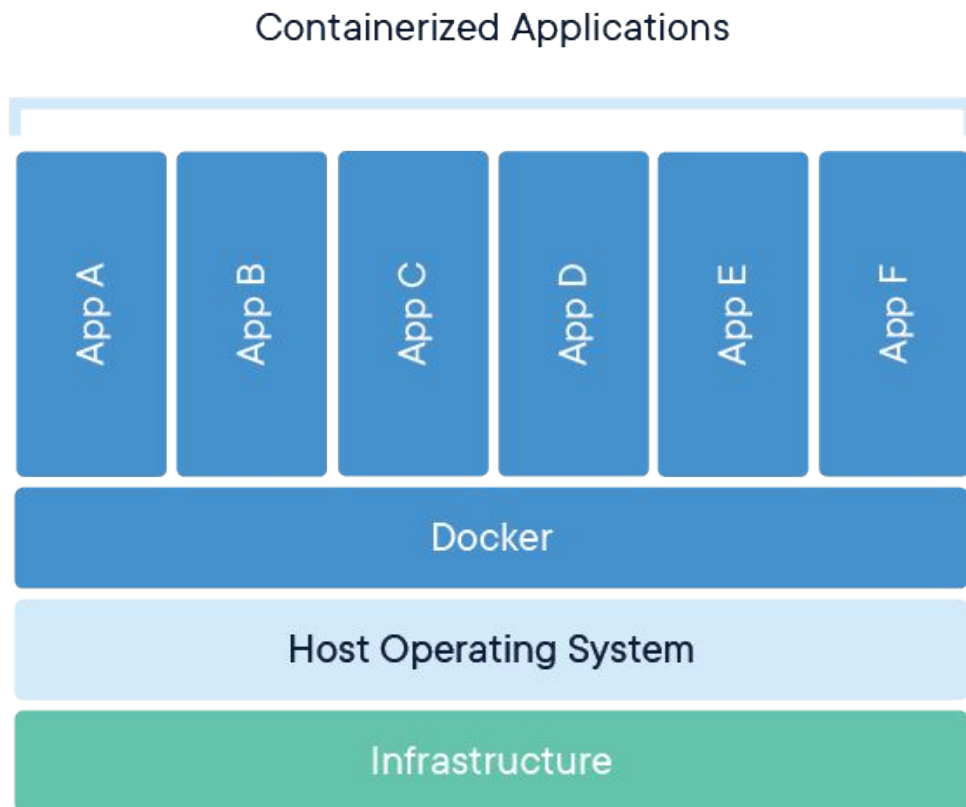 Containerized Applications
App A
App B
App C
App D
App E
App F
Docker
Host Operating System
Infrastructure